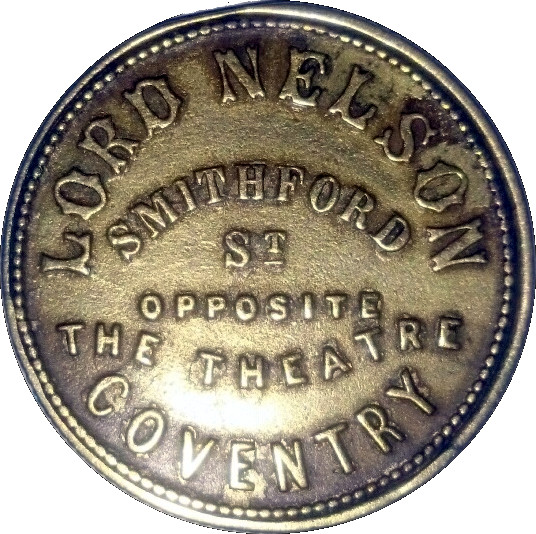 LORD NELSON
SMITHFORD
ST
OPPOSITE
THE THEATRE
COVENTRY